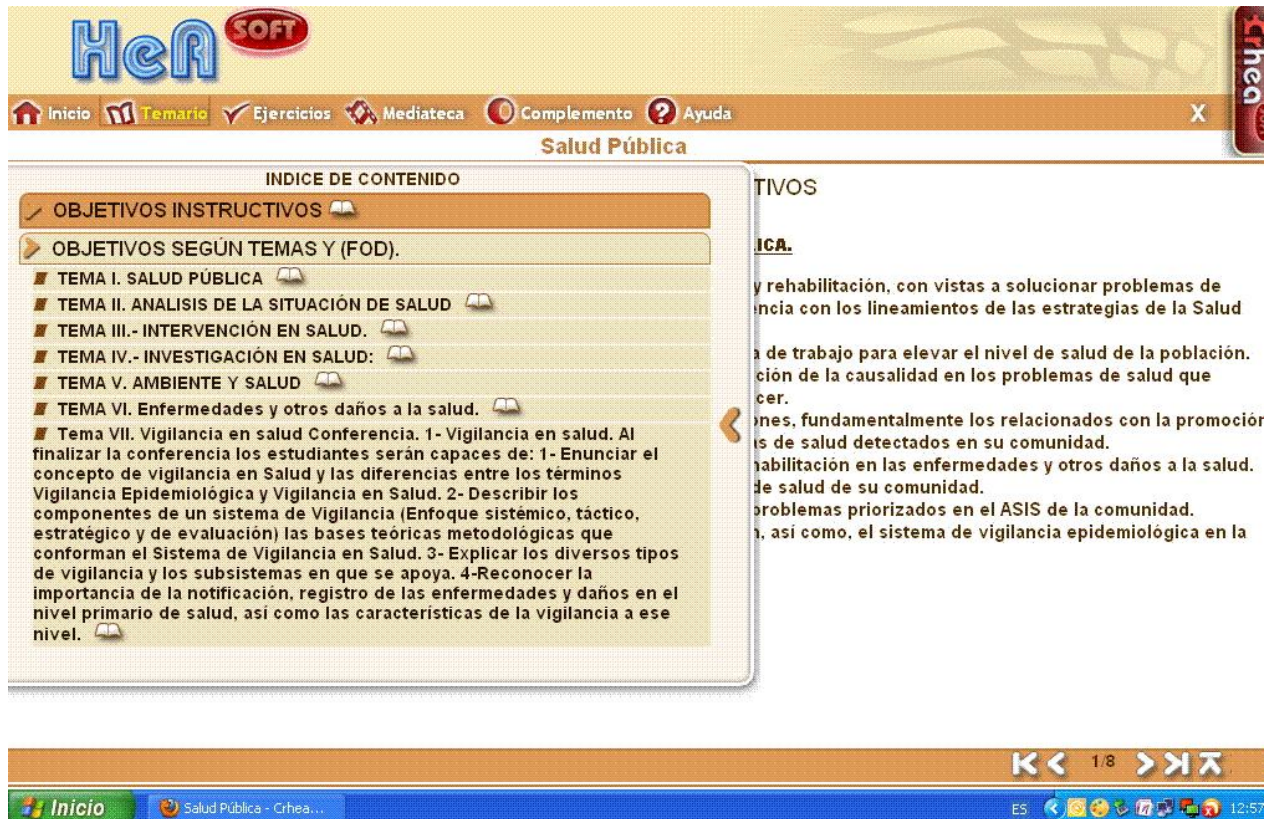 HeA SOFT
Crhea
Inicio Temario Ejercicios Mediateca Complemento Ayuda X
Salud Pública
INDICE DE CONTENIDO
OBJETIVOS INSTRUCTIVOS
OBJETIVOS SEGÚN TEMAS Y (FOD).
TEMA I. SALUD PÚBLICA
TEMA II. ANALISIS DE LA SITUACIÓN DE SALUD
TEMA III.- INTERVENCIÓN EN SALUD.
TEMA IV.- INVESTIGACIÓN EN SALUD:
TEMA V. AMBIENTE Y SALUD
TEMA VI. Enfermedades y otros daños a la salud.
Tema VII. Vigilancia en salud Conferencia. 1- Vigilancia en salud. Al
finalizar la conferencia los estudiantes serán capaces de: 1- Enunciar el
concepto de vigilancia en Salud y las diferencias entre los términos
Vigilancia Epidemiológica y Vigilancia en Salud. 2- Describir los
componentes de un sistema de Vigilancia (Enfoque sistémico, táctico,
estratégico y de evaluación) las bases teóricas metodológicas que
conforman el Sistema de Vigilancia en Salud. 3- Explicar los diversos tipos
de vigilancia y los subsistemas en que se apoya. 4-Reconocer la
importancia de la notificación, registro de las enfermedades y daños en el
nivel primario de salud, así como las características de la vigilancia a ese
nivel.
TIVOS
ICA.
y rehabilitación, con vistas a solucionar problemas de
encia con los lineamientos de las estrategias de la Salud
a de trabajo para elevar el nivel de salud de la población.
ción de la causalidad en los problemas de salud que
cer.
ones, fundamentalmente los relacionados con la promoción
s de salud detectados en su comunidad.
habilitación en las enfermedades y otros daños a la salud.
de salud de su comunidad.
problemas priorizados en el ASIS de la comunidad.
n, así como, el sistema de vigilancia epidemiológica en la
1/8
Inicio Salud Pública - Crhea... ES 12:57